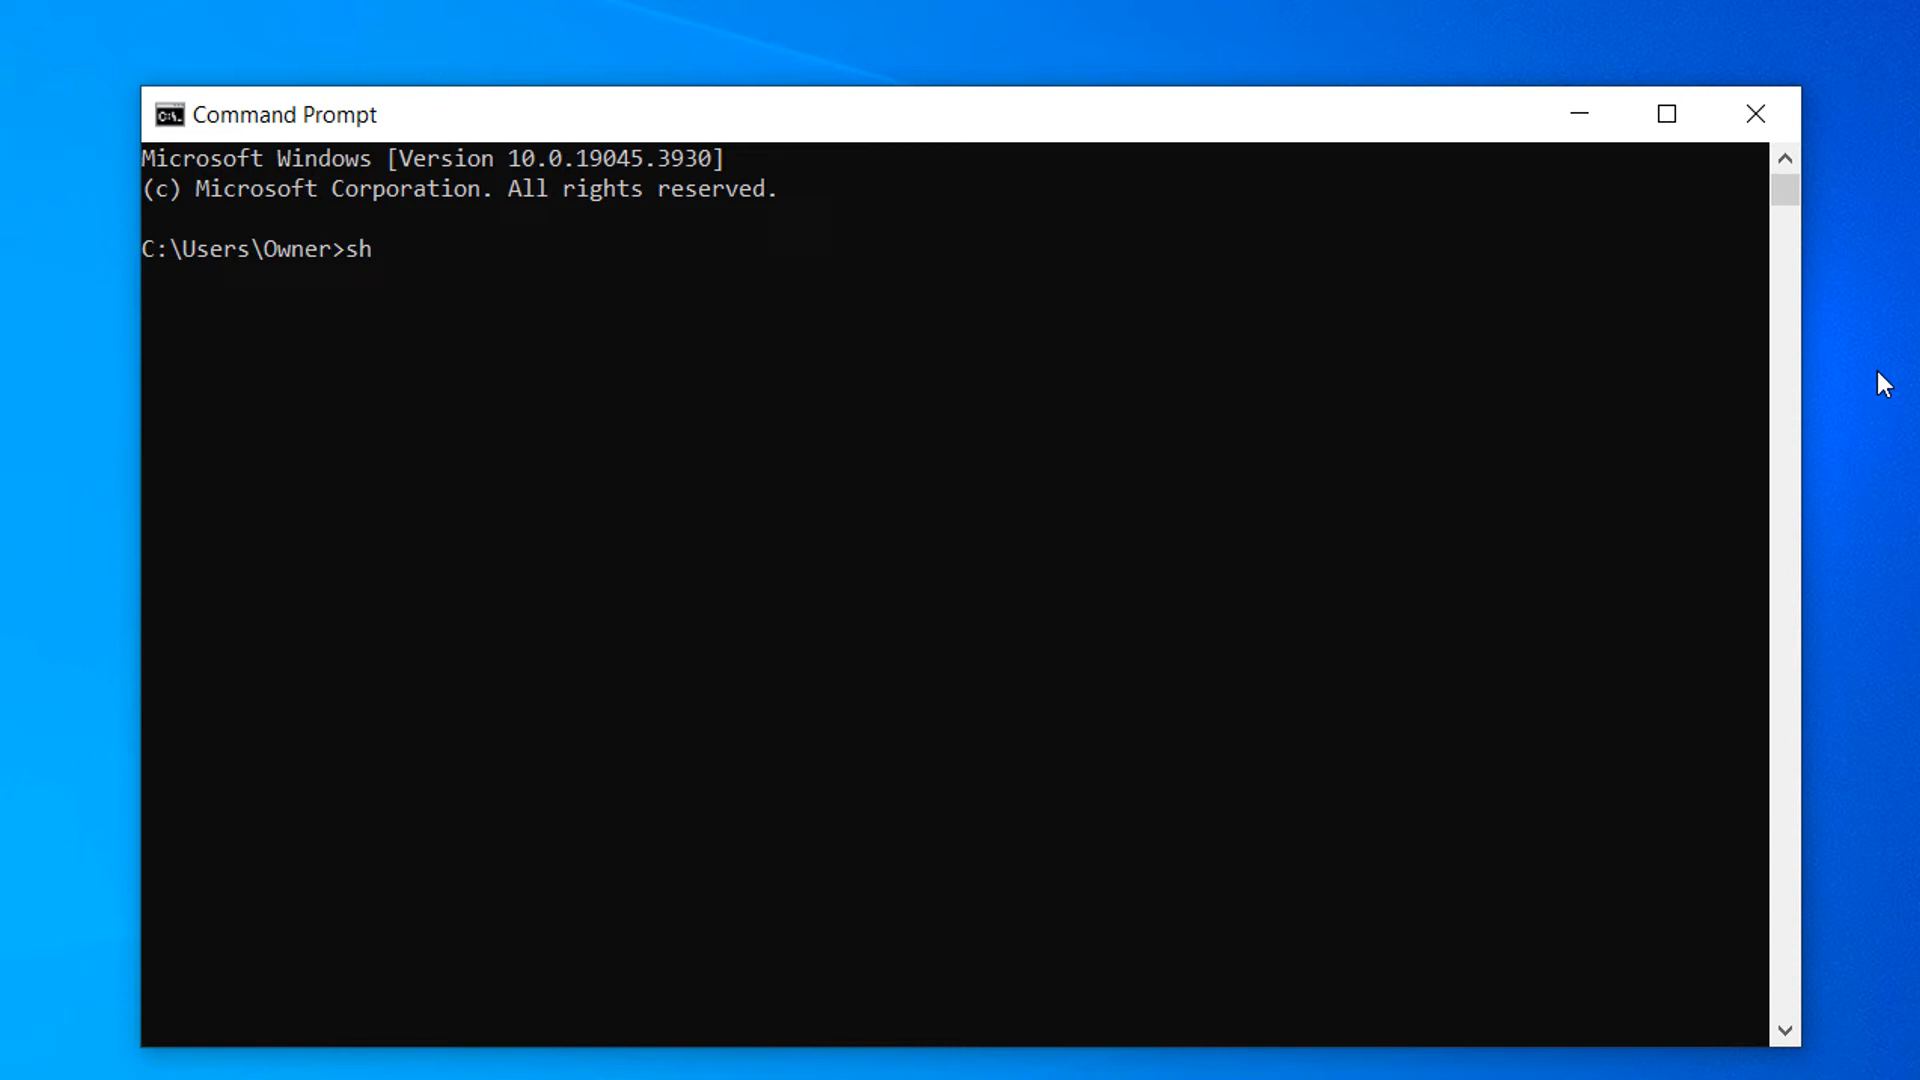 Command Prompt
Microsoft Windows [Version 10.0.19045.3930]
(c) Microsoft Corporation. All rights reserved.
C:\Users\Owner>sh